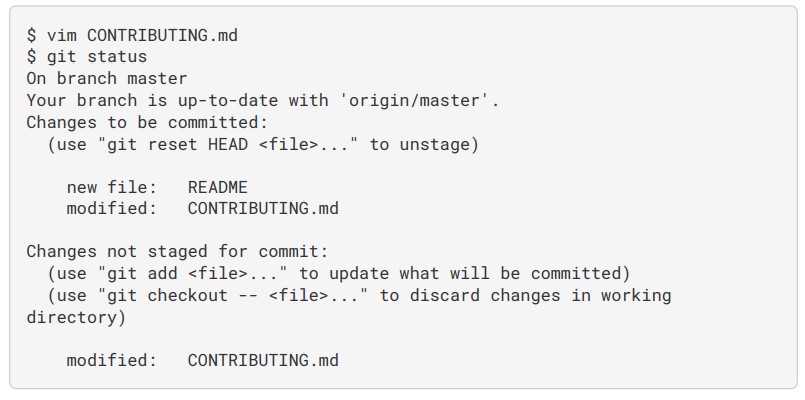 $ vim CONTRIBUTING.md
$ git status
On branch master
Your branch is up-to-date with 'origin/master'.
Changes to be committed:
  (use "git reset HEAD <file>..." to unstage)

    new file:   README
    modified:   CONTRIBUTING.md

Changes not staged for commit:
  (use "git add <file>..." to update what will be committed)
  (use "git checkout -- <file>..." to discard changes in working
directory)

    modified:   CONTRIBUTING.md